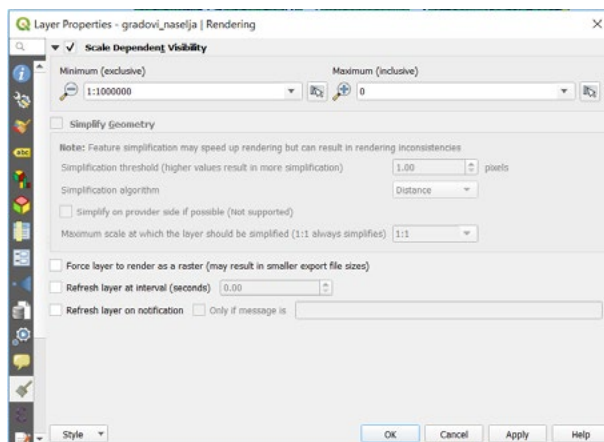 Layer Properties - gradovi_naselja | Rendering
Scale Dependent Visibility
Minimum (exclusive)
Maximum (inclusive)
1:1000000
0
Simplify Geometry
Note: Feature simplification may speed up rendering but can result in rendering inconsistencies
Simplification threshold (higher values result in more simplification)
1.00
pixels
Simplification algorithm
Distance
Simplify on provider side if possible (Not supported)
Maximum scale at which the layer should be simplified (1:1 always simplifies)
1:1
Force layer to render as a raster (may result in smaller export file sizes)
Refresh layer at interval (seconds)
0.00
Refresh layer on notification
Only if message is
Style
OK
Cancel
Apply
Help
abc